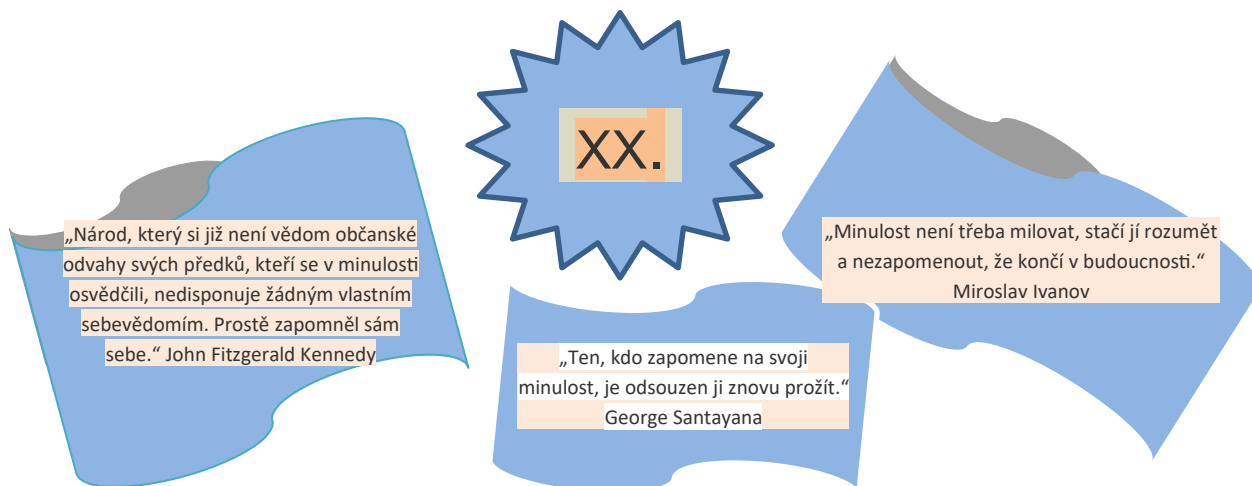 XX.
„Národ, který si již není vědom občanské
odvahy svých předků, kteří se v minulosti
osvědčili, nedisponuje žádným vlastním
sebevědomím. Prostě zapomněl sám
sebe.“ John Fitzgerald Kennedy
„Ten, kdo zapomene na svoji
minulost, je odsouzen ji znovu prožít.“
George Santayana
„Minulost není třeba milovat, stačí jí rozumět
a nezapomenout, že končí v budoucnosti.“
Miroslav Ivanov